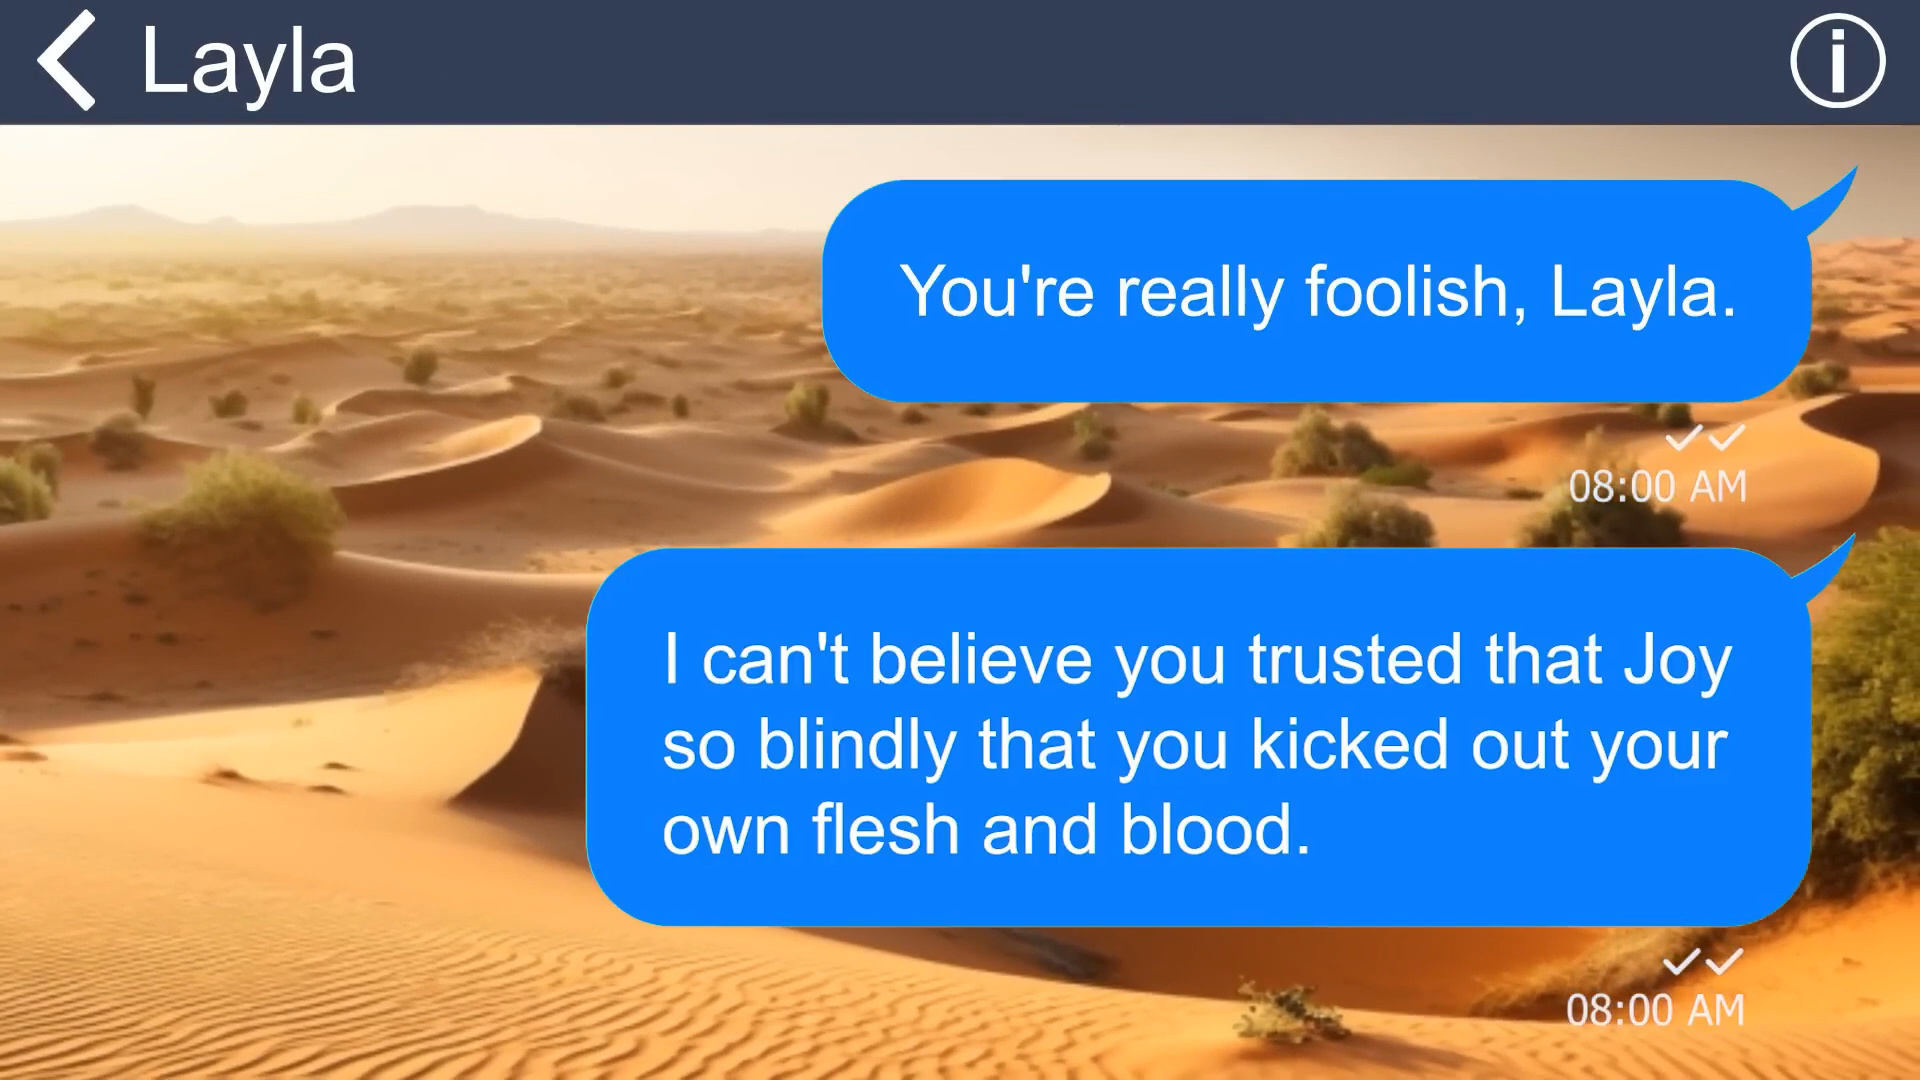 Layla
You're really foolish, Layla.
08:00 AM
I can't believe you trusted that Joy
so blindly that you kicked out your
own flesh and blood.
08:00 AM